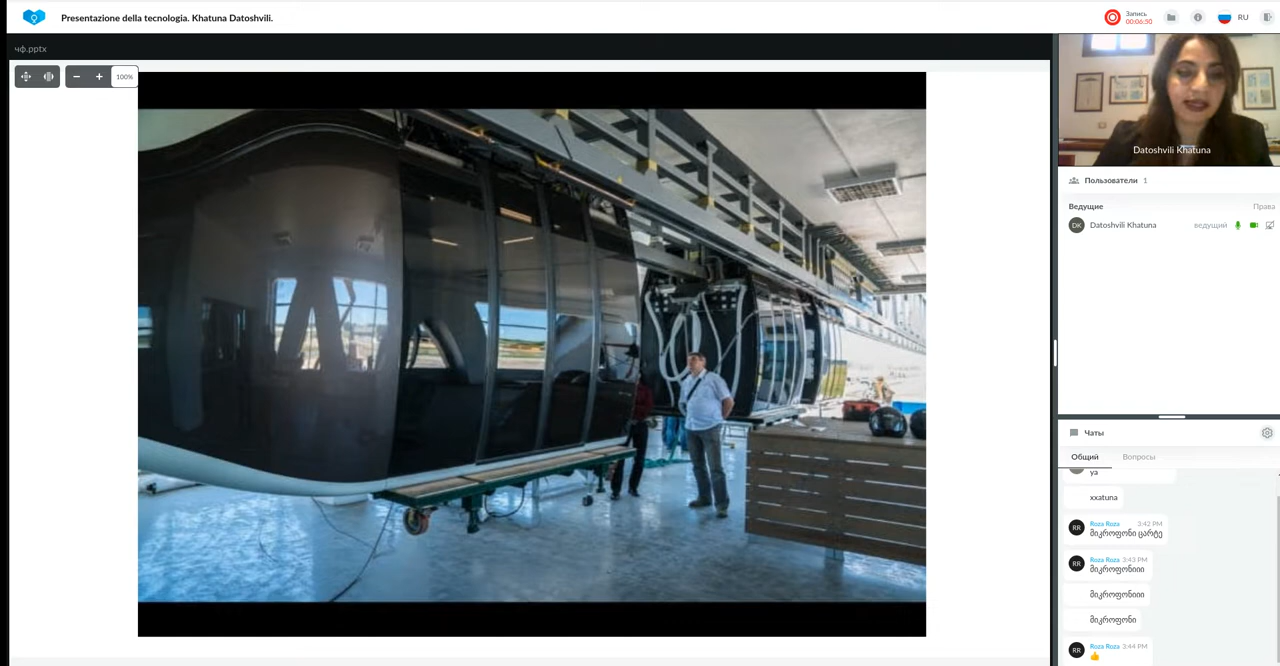 Presentazione della tecnologia. Khatuna Datoshvili.
Запись
00:06:50
RU
чф.pptx
100%
Datoshvili Khatuna
Пользователи 1
Ведущие Права
DK Datoshvili Khatuna ведущий
Чаты
Общий Вопросы
ya
xxatuna
RR Roza Roza 3:42 PM
მიკროფონი ცარტე
RR Roza Roza 3:43 PM
მიკროფონიიი
მიკროფონიიი
მიკროფონი
RR Roza Roza 3:44 PM